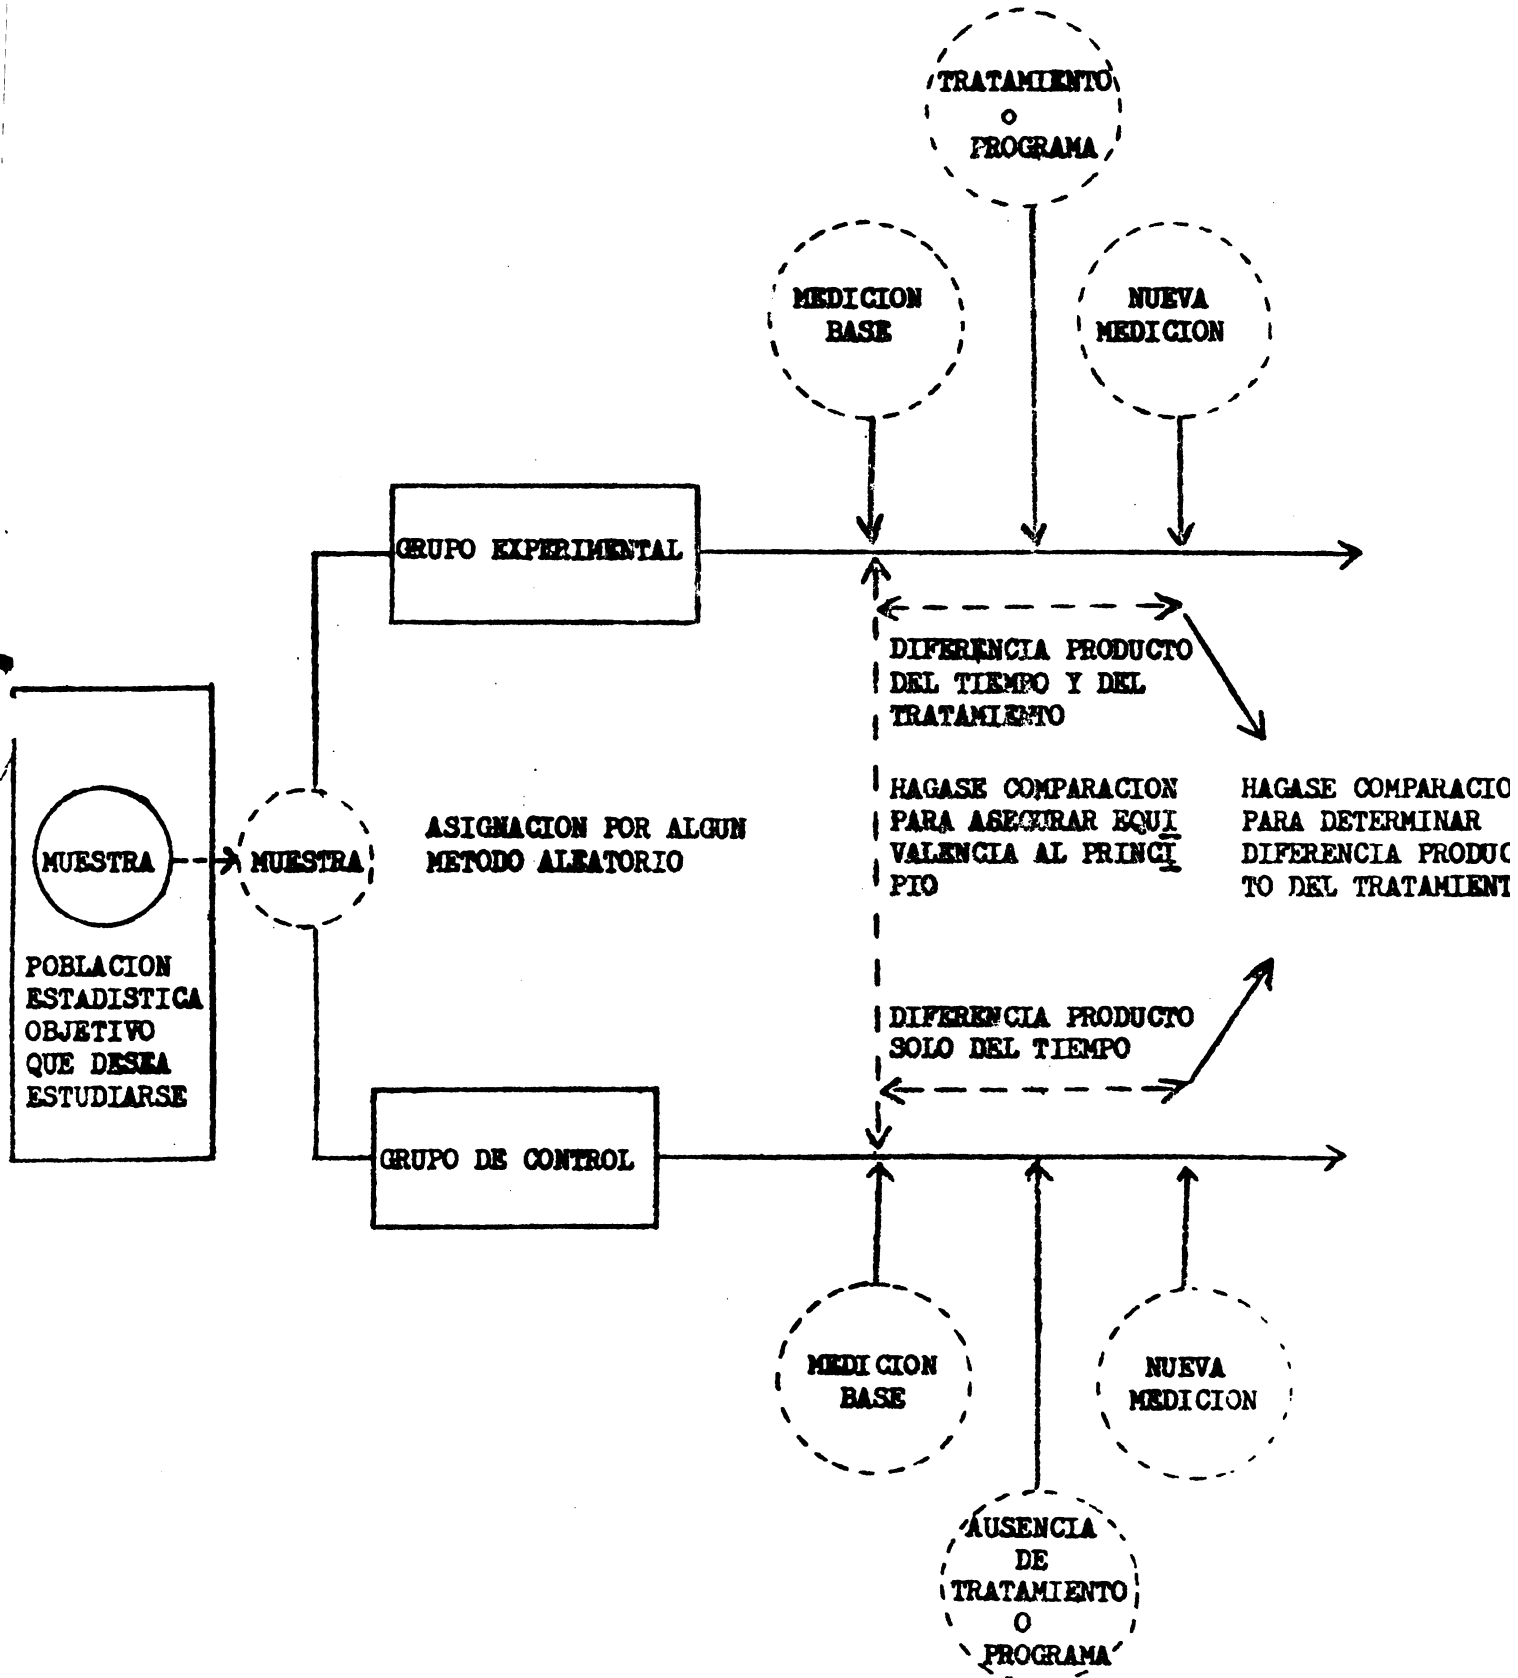 TRATAMIENTO
O
PROGRAMA
MEDICION
BASE
NUEVA
MEDICION
GRUPO EXPERIMENTAL
DIFERENCIA PRODUCTO
DEL TIEMPO Y DEL
TRATAMIENTO
MUESTRA
MUESTRA
ASIGNACION POR ALGUN
METODO ALEATORIO
HAGASE COMPARACION
PARA ASEGURAR EQUI
VALENCIA AL PRINCI
PIO
HAGASE COMPARACIO
PARA DETERMINAR
DIFERENCIA PRODUC
TO DEL TRATAMIENT
POBLACION
ESTADISTICA
OBJETIVO
QUE DESEA
ESTUDIARSE
DIFERENCIA PRODUCTO
SOLO DEL TIEMPO
GRUPO DE CONTROL
MEDICION
BASE
NUEVA
MEDICION
AUSENCIA
DE
TRATAMIENTO
O
PROGRAMA